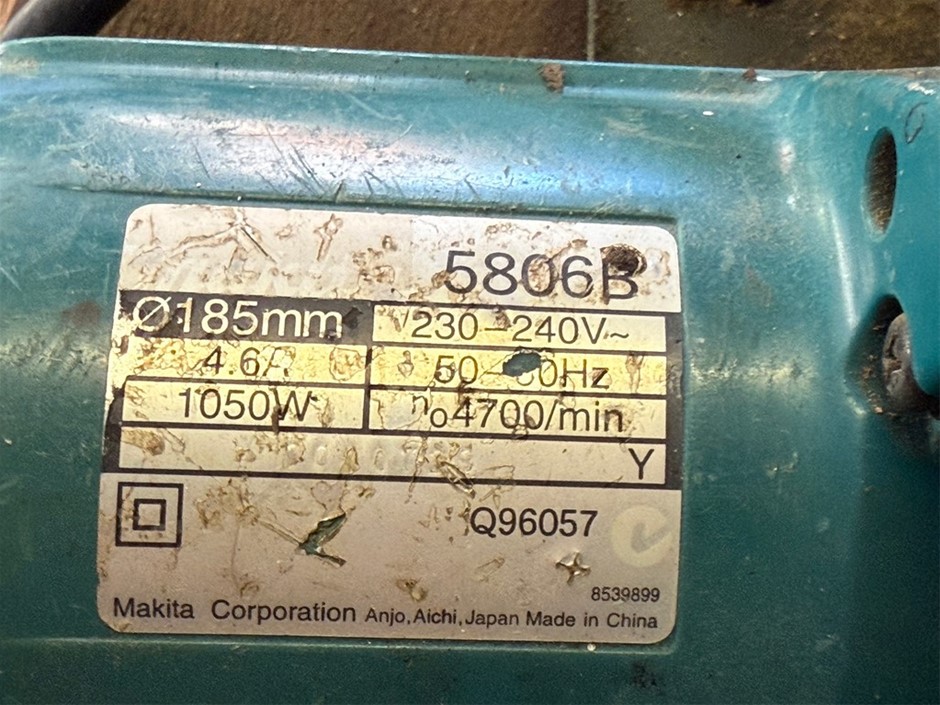 5806B
Ø185mm V230–240V~
4.6A 50–60Hz
1050W n₀4700/min
Y
Q96057
8539899
Makita Corporation Anjo,Aichi,Japan Made in China